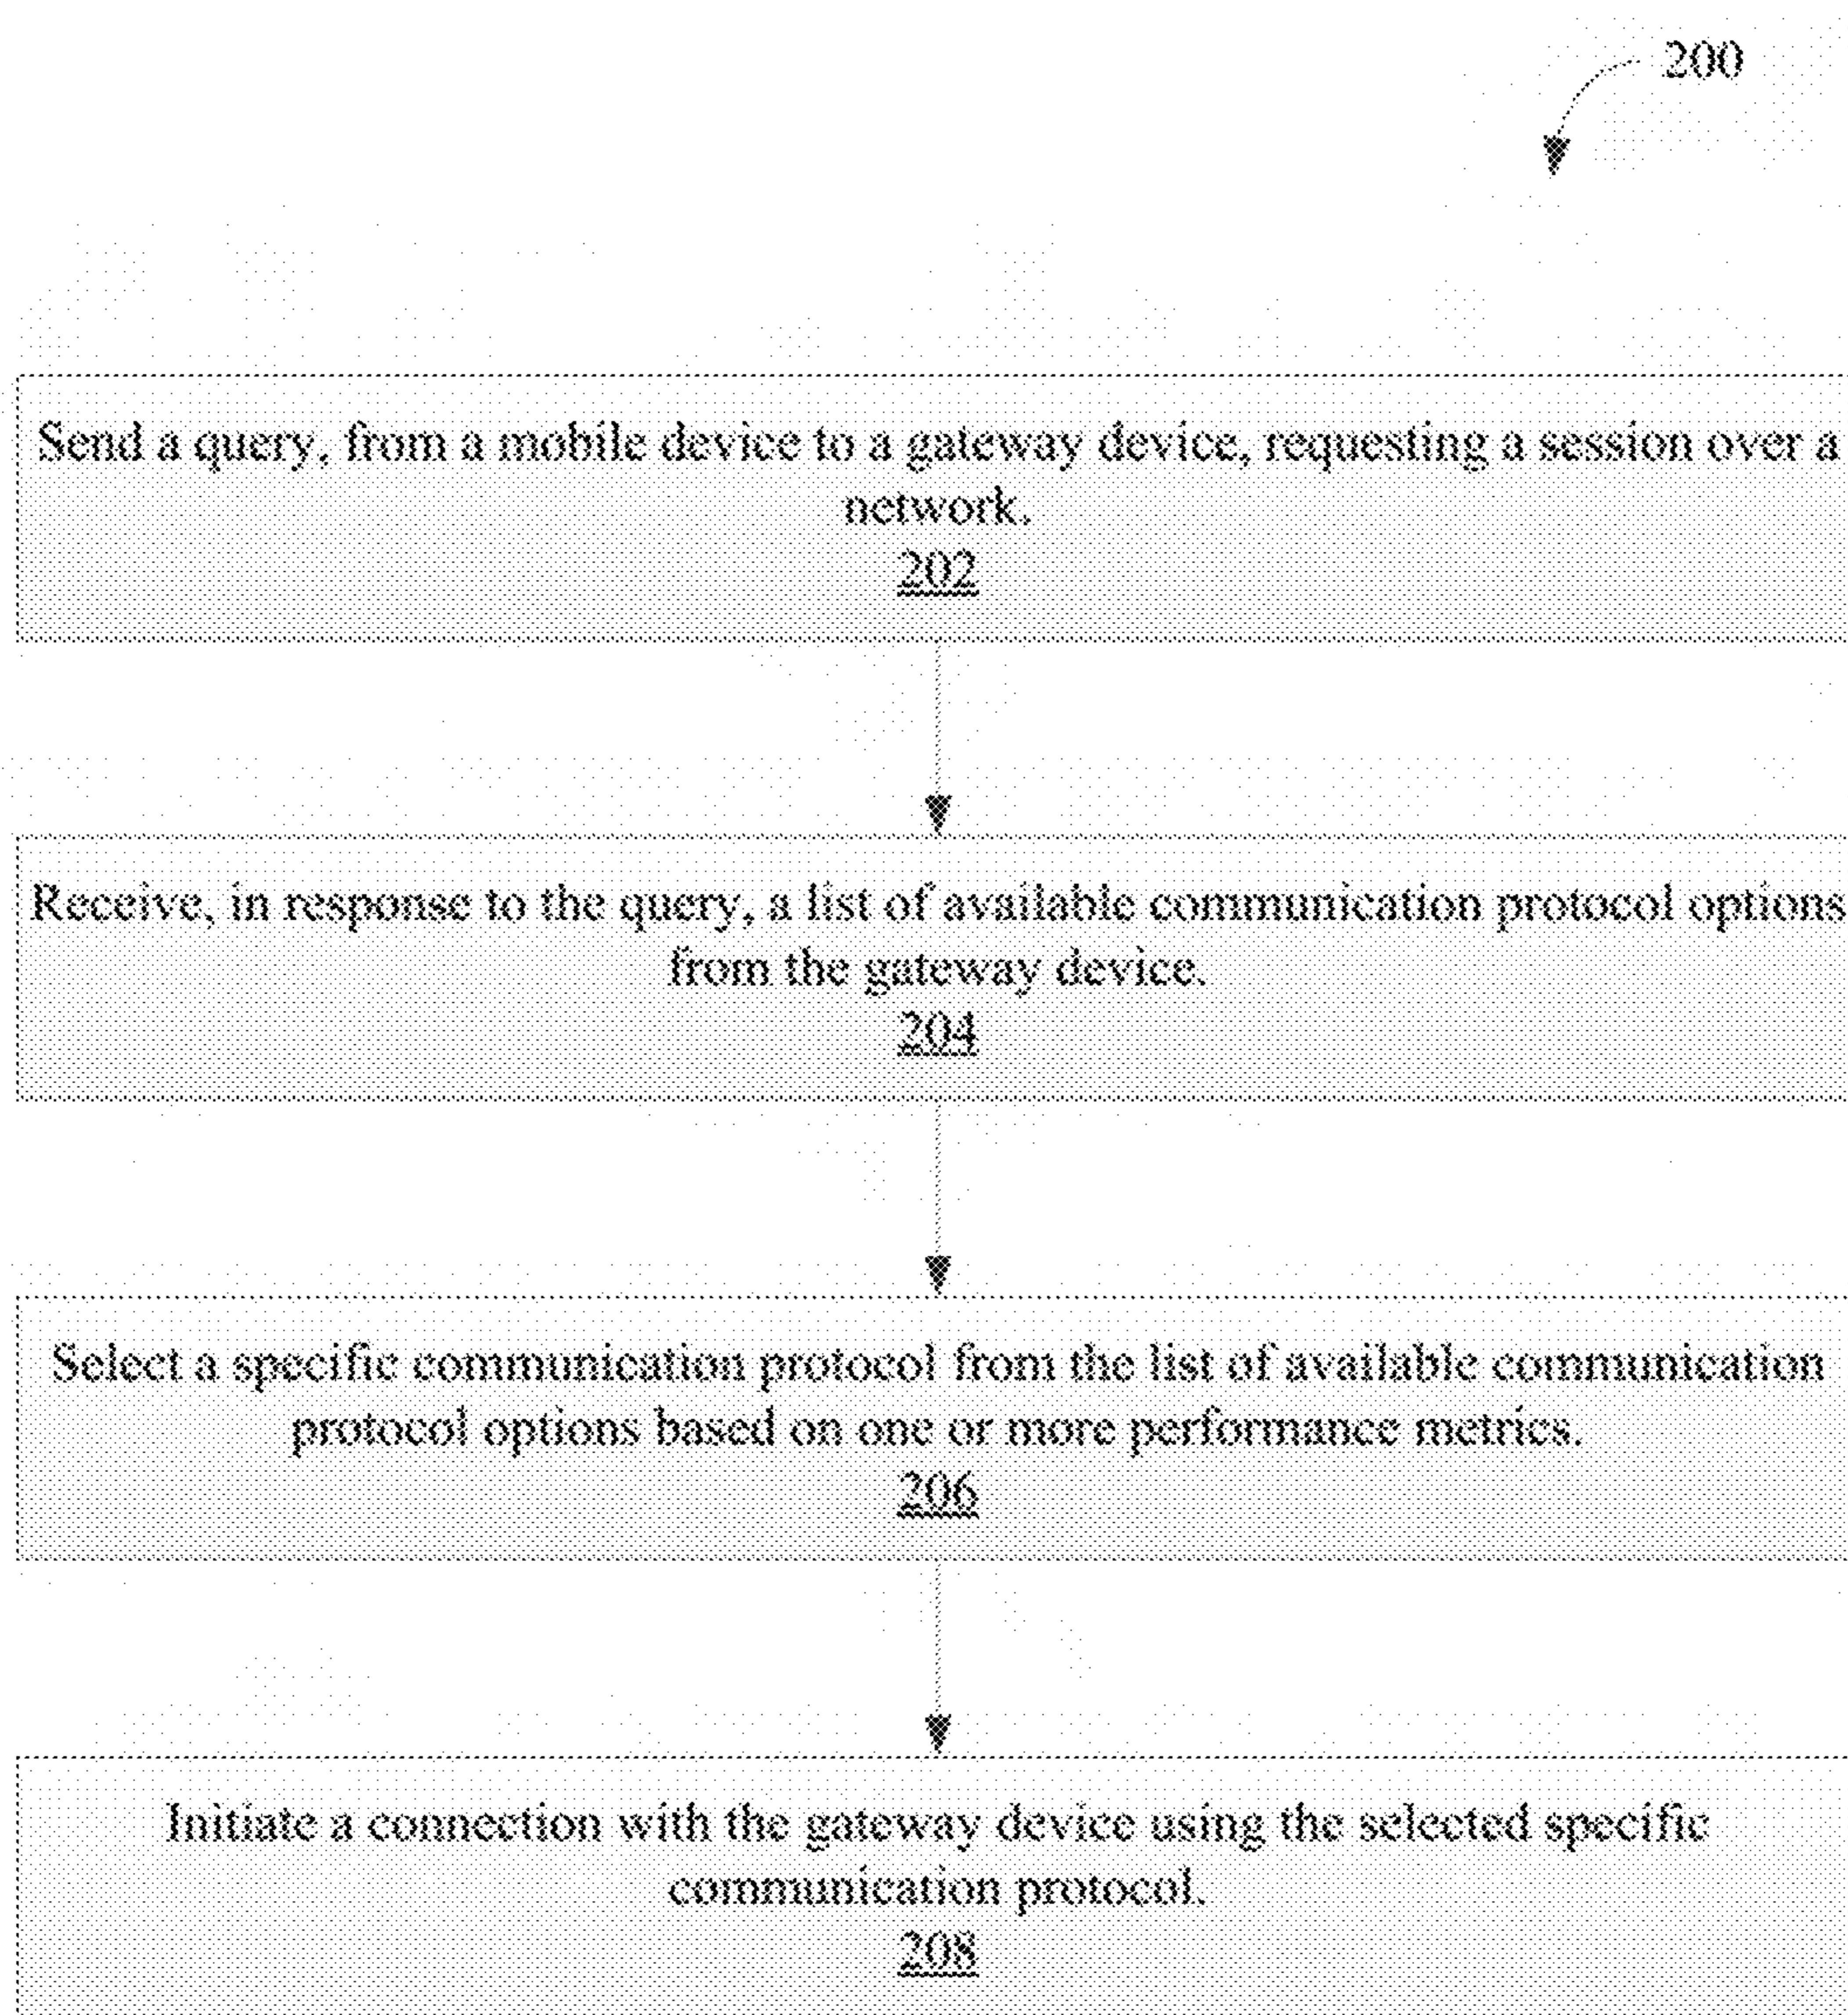 200
Send a query, from a mobile device to a gateway device, requesting a session over a
network.
202
Receive, in response to the query, a list of available communication protocol options
from the gateway device.
204
Select a specific communication protocol from the list of available communication
protocol options based on one or more performance metrics.
206
Initiate a connection with the gateway device using the selected specific
communication protocol.
208